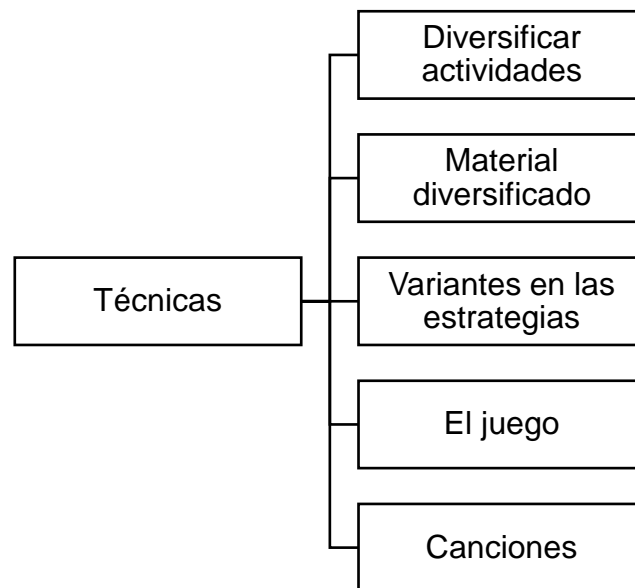 Técnicas
Diversificar
actividades
Material
diversificado
Variantes en las
estrategias
El juego
Canciones